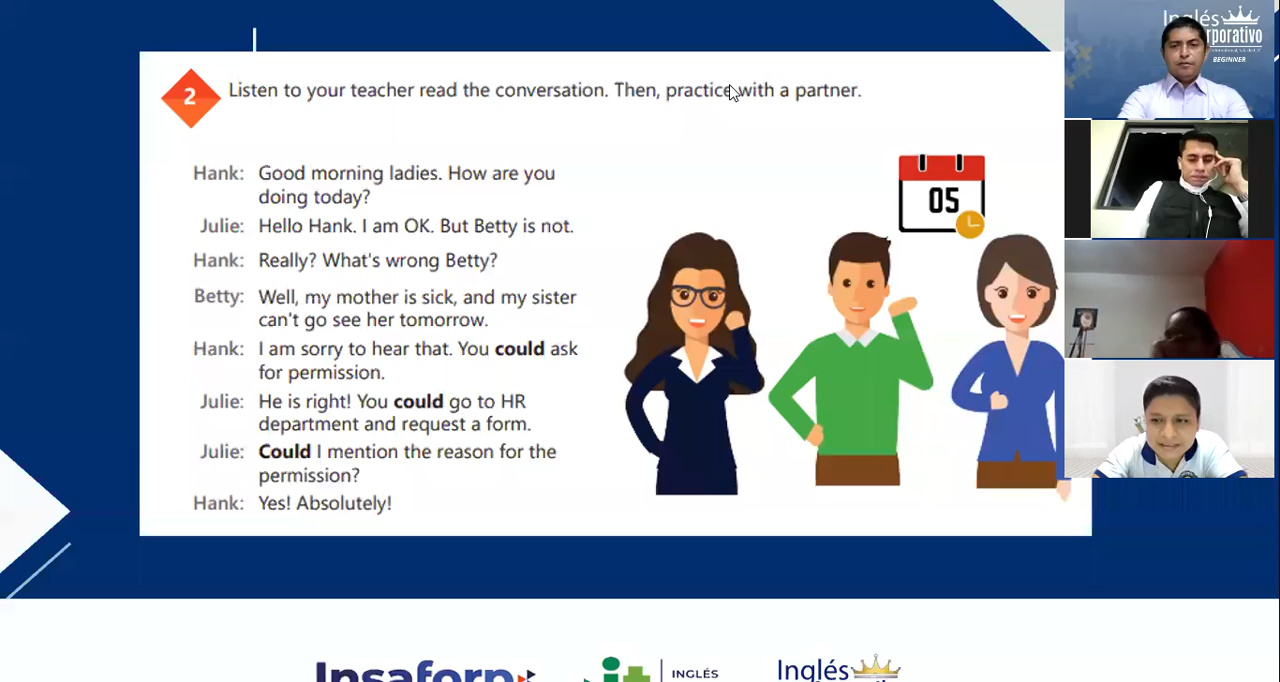 2
Listen to your teacher read the conversation. Then, practice with a partner.
Hank: Good morning ladies. How are you
doing today?
Julie: Hello Hank. I am OK. But Betty is not.
Hank: Really? What's wrong Betty?
Betty: Well, my mother is sick, and my sister
can't go see her tomorrow.
Hank: I am sorry to hear that. You could ask
for permission.
Julie: He is right! You could go to HR
department and request a form.
Julie: Could I mention the reason for the
permission?
Hank: Yes! Absolutely!
05
Inglés
rporativo
BEGINNER
Insaforp
INGLÉS
Inglés